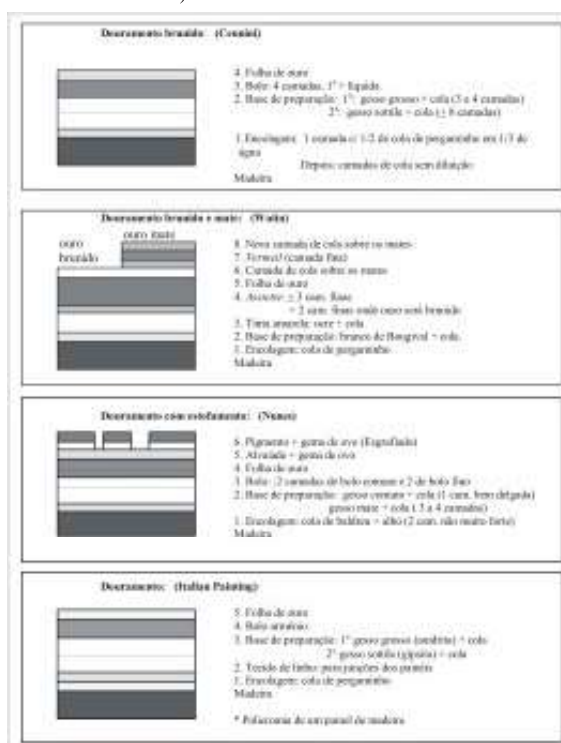 Douramento brunido: (Cennini)
4. Folha de ouro
3. Bolo: 4 camadas, 1ª + líquida.
2. Base de preparação: 1º: gesso grosso + cola (3 a 4 camadas)
2º: gesso sottile + cola (± 8 camadas)
1. Encolagem: 1 camada c/ 1/2 de cola de pergaminho em 1/3 de
água
Depois: camadas de cola sem diluição
Madeira
Douramento brunido e mate: (Watin)
ouro mate
ouro
brunido
8. Nova camada de cola sobre os mates
7. Vermeil (camada fina)
6. Camada de cola sobre os mates
5. Folha de ouro
4. Assiette: ± 3 cam. finas
+ 2 cam. finas onde ouro será brunido
3. Tinta amarela: ocre + cola
2. Base de preparação: branco de Bougival + cola.
1. Encolagem: cola de pergaminho
Madeira
Douramento com estofamento: (Nunes)
6. Pigmento + gema de ovo (Esgrafiado)
5. Alvaiade + gema de ovo
4. Folha de ouro
3. Bolo: 2 camadas de bolo comum e 2 de bolo fino
2. Base de preparação: gesso + cola (1 cam. bem delgada)
gesso mate + cola ( 3 a 4 camadas)
1. Encolagem: cola de baldreu + alho (2 cam. não muito forte)
Madeira
Douramento: (Italian Painting)
5. Folha de ouro
4. Bolo armênio
3. Base de preparação: 1º gesso grosso (anidrita) + cola
2º gesso sottile (gipsita) + cola
2. Tecido de linho: para junções dos painéis
1. Encolagem: cola de pergaminho
Madeira
* Policromia de um painel de madeira